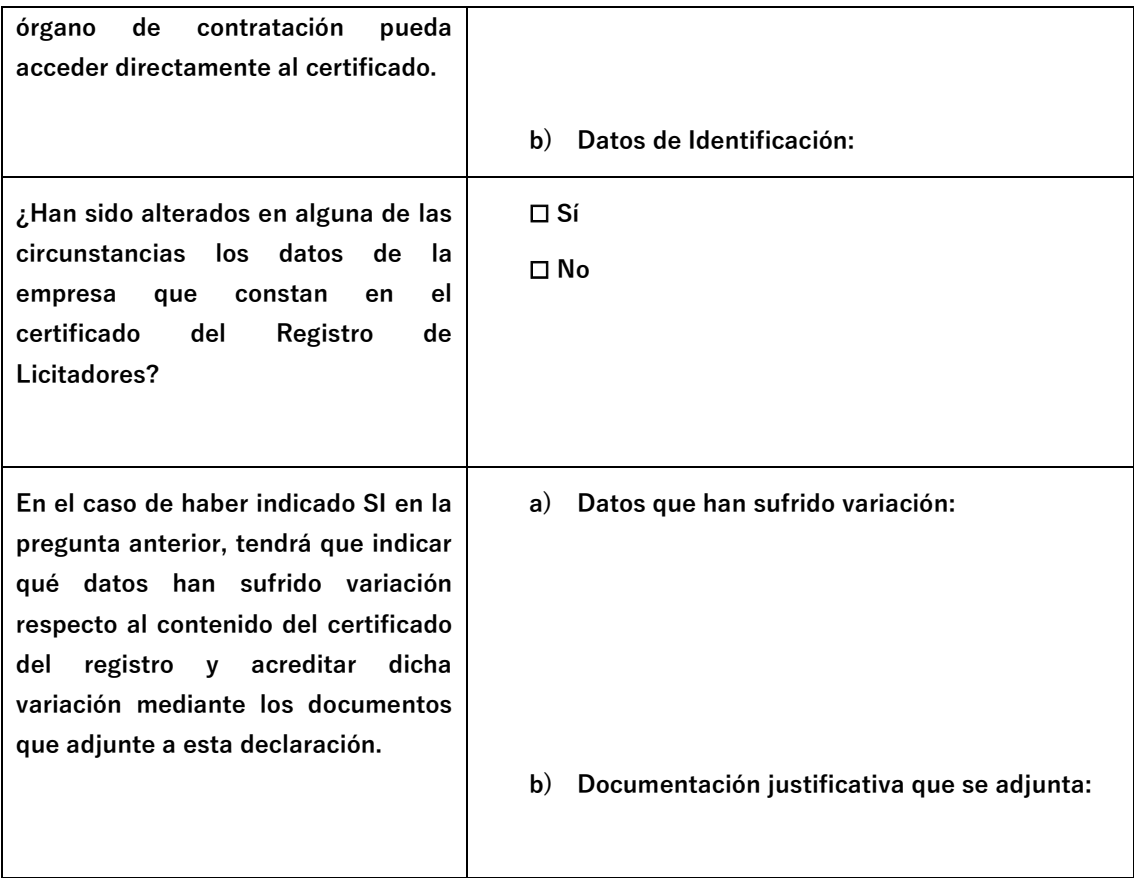 órgano de contratación pueda
acceder directamente al certificado.
b) Datos de Identificación:
¿Han sido alterados en alguna de las
circunstancias los datos de la
empresa que constan en el
certificado del Registro de
Licitadores?
☐ Sí
☐ No
En el caso de haber indicado SI en la
pregunta anterior, tendrá que indicar
qué datos han sufrido variación
respecto al contenido del certificado
del registro y acreditar dicha
variación mediante los documentos
que adjunte a esta declaración.
a) Datos que han sufrido variación:
b) Documentación justificativa que se adjunta: